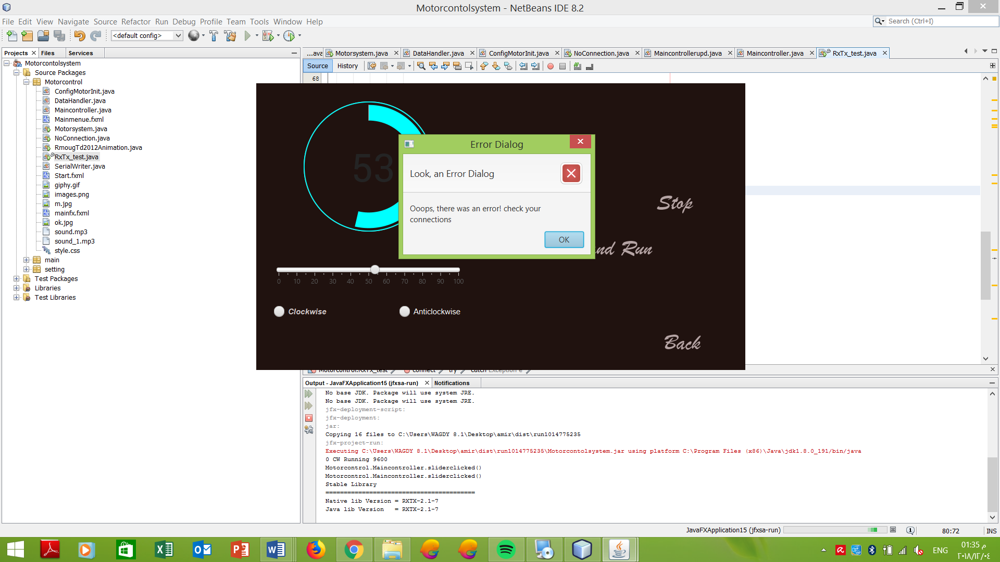 Motorcontolsystem - NetBeans IDE 8.2
File Edit View Navigate Source Refactor Run Debug Profile Team Tools Window Help
Search (Ctrl+I)
<default config>
Projects Files Services
...ava Motorsystem.java DataHandler.java ConfigMotorInit.java NoConnection.java Maincontrollerupd.java Maincontroller.java RxTx_test.java
Source History
68
Motorcontolsystem
Source Packages
Motorcontrol
ConfigMotorInit.java
DataHandler.java
Maincontroller.java
Mainmenue.fxml
Motorsystem.java
NoConnection.java
RmougTd2012Animation.java
RxTx_test.java
SerialWriter.java
Start.fxml
giphy.gif
images.png
m.jpg
mainfx.fxml
ok.jpg
sound.mp3
sound_1.mp3
style.css
main
setting
Test Packages
Libraries
Test Libraries
53
Error Dialog
Look, an Error Dialog
Ooops, there was an error! check your
connections
OK
Stop
nd Run
0 10 20 30 40 50 60 70 80 90 100
Clockwise Anticlockwise
Back
Motorcontrol.RxTx_test connect try catch Exception e
Output - JavaFXApplication15 (jfxsa-run) Notifications
No base JDK. Package will use system JRE.
No base JDK. Package will use system JRE.
jfx-deployment-script:
jfx-deployment:
jar:
Copying 16 files to C:\Users\WAGDY 8.1\Desktop\amir\dist\run1014775235
jfx-project-run:
Executing C:\Users\WAGDY 8.1\Desktop\amir\dist\run1014775235\Motorcontolsystem.jar using platform C:\Program Files (x86)\Java\jdk1.8.0_191/bin/java
0 CW Running 9600
Motorcontrol.Maincontroller.sliderclicked()
Motorcontrol.Maincontroller.sliderclicked()
Stable Library
=========================================
Native lib Version = RXTX-2.1-7
Java lib Version   = RXTX-2.1-7
JavaFXApplication15 (jfxsa-run) 80:72 INS
ENG
01:35 م
٢٠١٨/١٢/٠٤